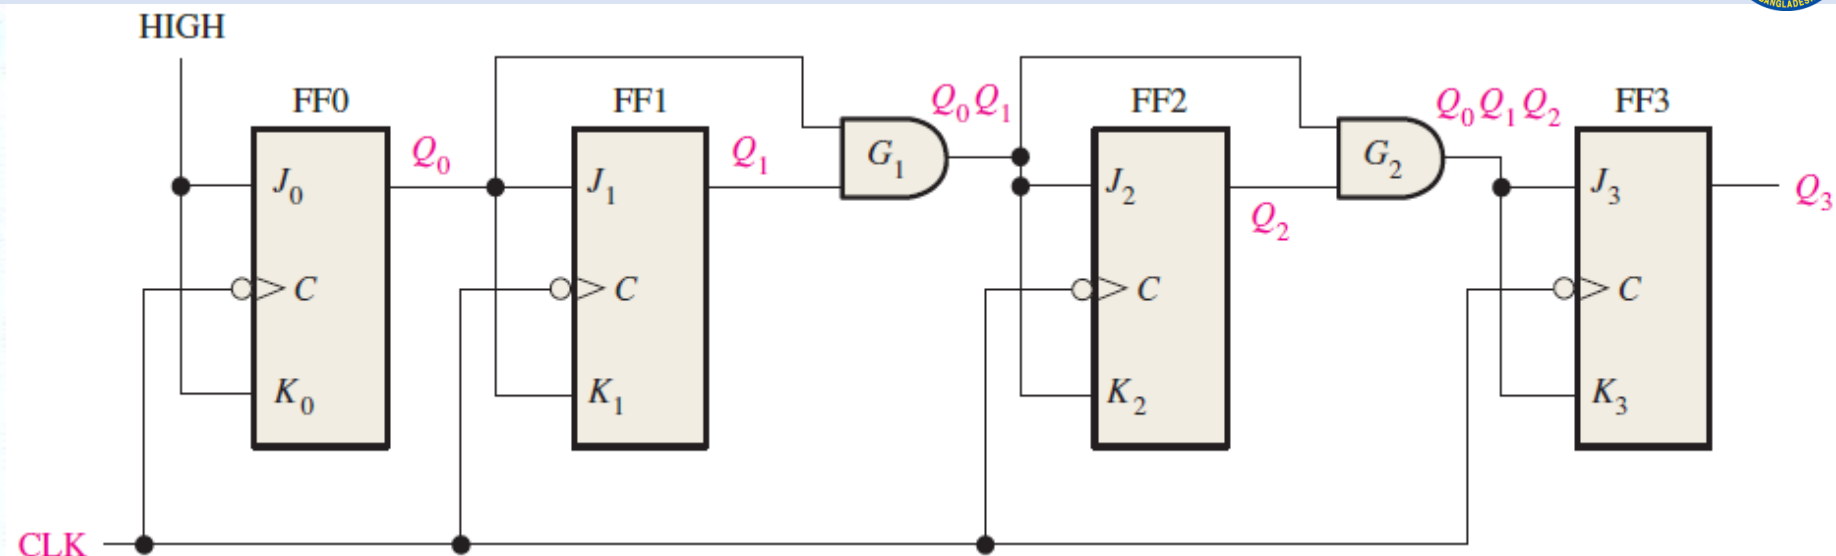 BANGLADES
HIGH
FF0
FF1
Q₀Q₁
FF2
Q₀Q₁Q₂
FF3
Q₀
Q₁
G₁
G₂
J₀
J₁
J₂
Q₂
J₃
Q₃
C
C
C
C
K₀
K₁
K₂
K₃
CLK